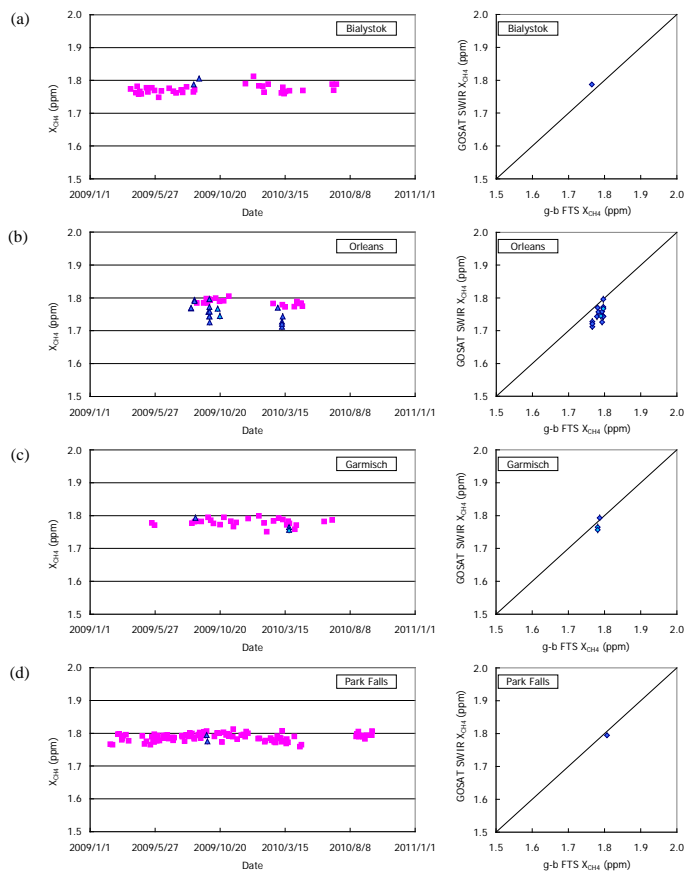 (a)
2.0
1.9
1.8
1.7
1.6
1.5
X_CH4 (ppm)
Bialystok
2009/1/1 2009/5/27 2009/10/20 2010/3/15 2010/8/8 2011/1/1
Date
2.0
1.9
1.8
1.7
1.6
1.5
GOSAT SWIR X_CH4 (ppm)
Bialystok
1.5 1.6 1.7 1.8 1.9 2.0
g-b FTS X_CH4 (ppm)
(b)
2.0
1.9
1.8
1.7
1.6
1.5
X_CH4 (ppm)
Orleans
2009/1/1 2009/5/27 2009/10/20 2010/3/15 2010/8/8 2011/1/1
Date
2.0
1.9
1.8
1.7
1.6
1.5
GOSAT SWIR X_CH4 (ppm)
Orleans
1.5 1.6 1.7 1.8 1.9 2.0
g-b FTS X_CH4 (ppm)
(c)
2.0
1.9
1.8
1.7
1.6
1.5
X_CH4 (ppm)
Garmisch
2009/1/1 2009/5/27 2009/10/20 2010/3/15 2010/8/8 2011/1/1
Date
2.0
1.9
1.8
1.7
1.6
1.5
GOSAT SWIR X_CH4 (ppm)
Garmisch
1.5 1.6 1.7 1.8 1.9 2.0
g-b FTS X_CH4 (ppm)
(d)
2.0
1.9
1.8
1.7
1.6
1.5
X_CH4 (ppm)
Park Falls
2009/1/1 2009/5/27 2009/10/20 2010/3/15 2010/8/8 2011/1/1
Date
2.0
1.9
1.8
1.7
1.6
1.5
GOSAT SWIR X_CH4 (ppm)
Park Falls
1.5 1.6 1.7 1.8 1.9 2.0
g-b FTS X_CH4 (ppm)